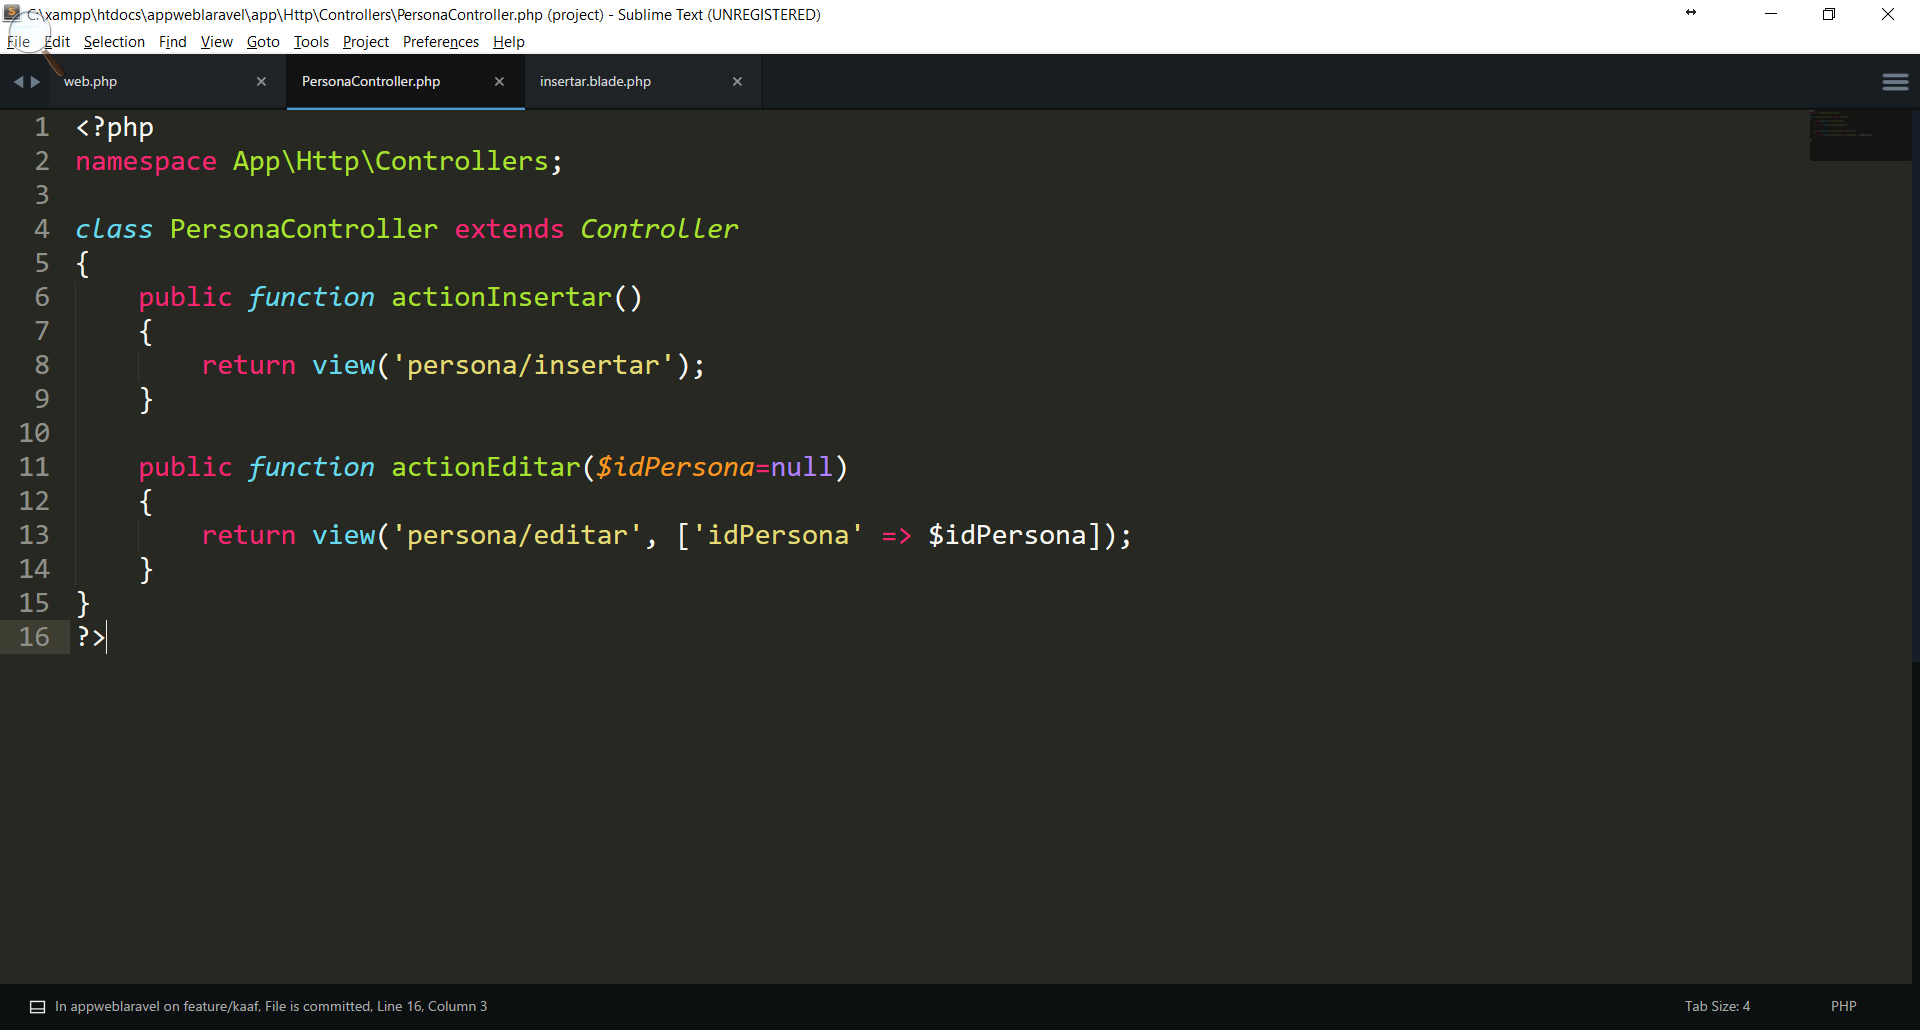 C:\xampp\htdocs\appweblaravel\app\Http\Controllers\PersonaController.php (project) - Sublime Text (UNREGISTERED)
File Edit Selection Find View Goto Tools Project Preferences Help
web.php PersonaController.php insertar.blade.php
1 <?php
2 namespace App\Http\Controllers;
3
4 class PersonaController extends Controller
5 {
6     public function actionInsertar()
7     {
8         return view('persona/insertar');
9     }
10
11     public function actionEditar($idPersona=null)
12     {
13         return view('persona/editar', ['idPersona' => $idPersona]);
14     }
15 }
16 ?>
In appweblaravel on feature/kaaf, File is committed, Line 16, Column 3 Tab Size: 4 PHP